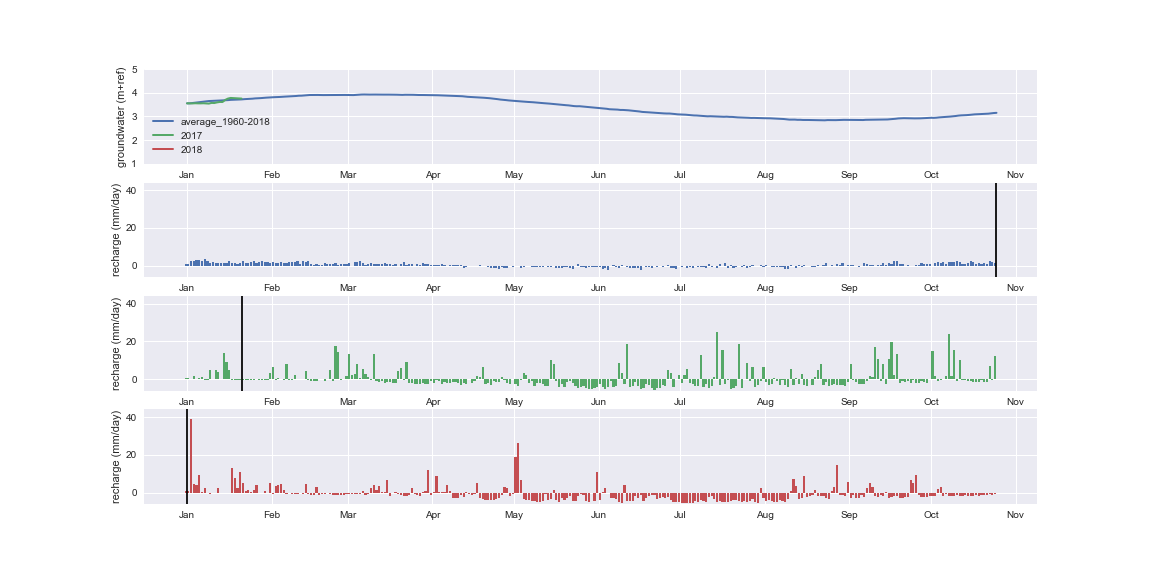 groundwater (m+ref)
5
4
3
2
1
average_1960-2018
2017
2018
Jan Feb Mar Apr May Jun Jul Aug Sep Oct Nov
recharge (mm/day)
40
20
0
Jan Feb Mar Apr May Jun Jul Aug Sep Oct Nov
recharge (mm/day)
40
20
0
Jan Feb Mar Apr May Jun Jul Aug Sep Oct Nov
recharge (mm/day)
40
20
0
Jan Feb Mar Apr May Jun Jul Aug Sep Oct Nov